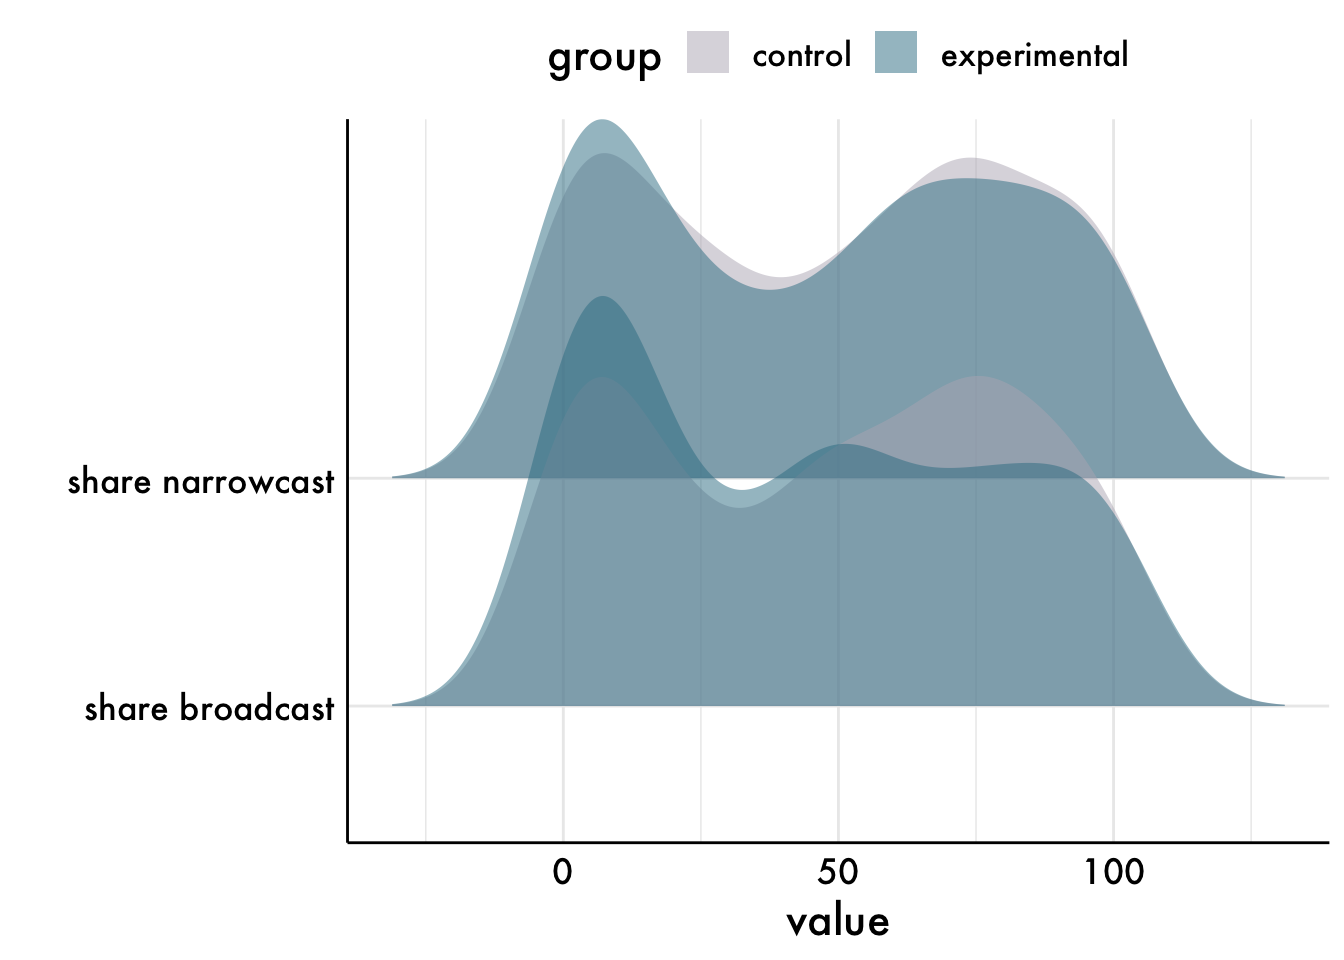 group control experimental
share narrowcast
share broadcast
0 50 100
value